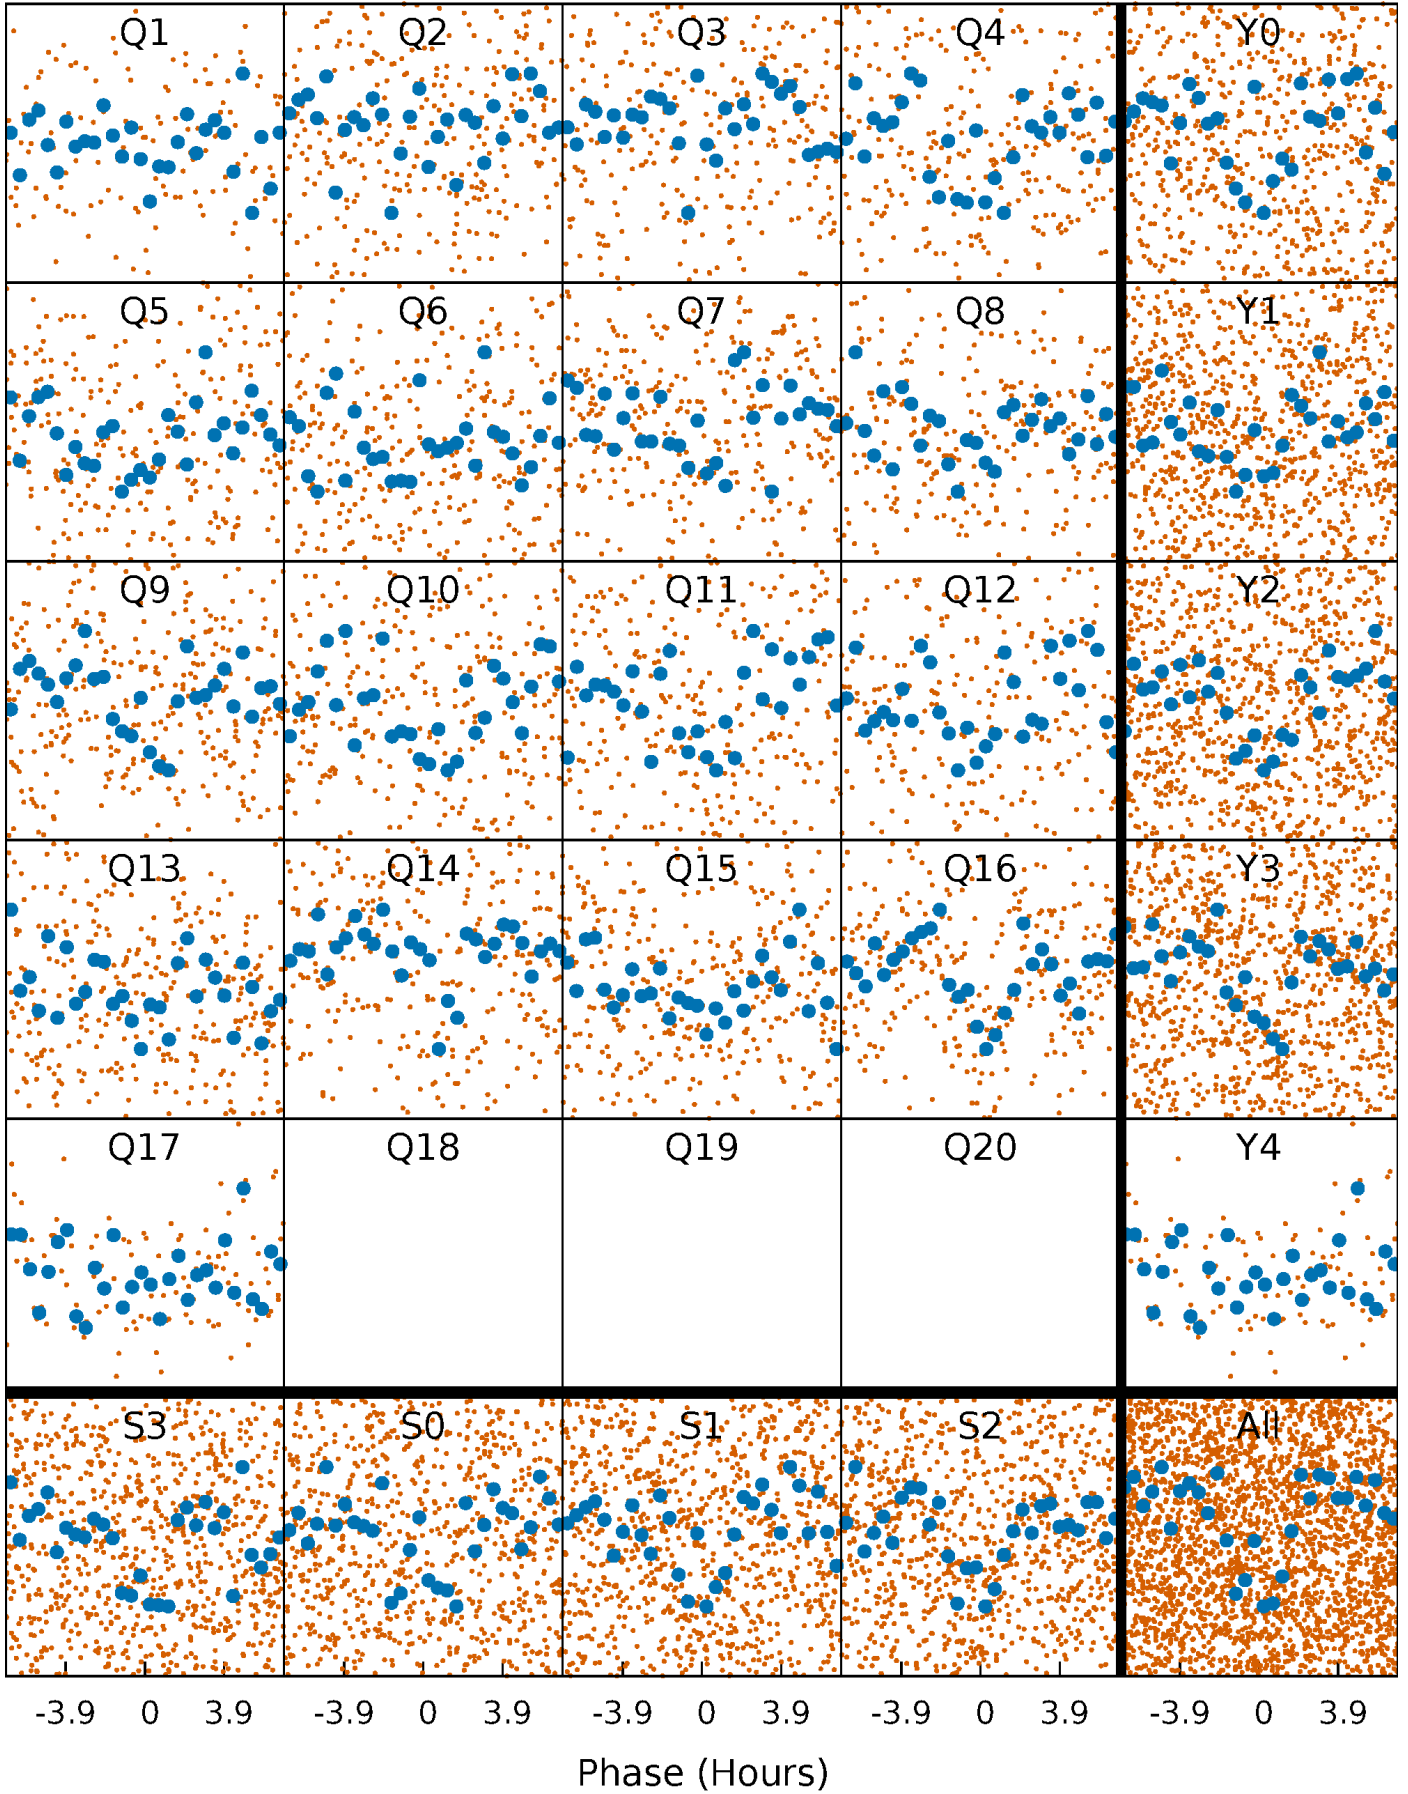 Q1 Q2 Q3 Q4 Y0
Q5 Q6 Q7 Q8 Y1
Q9 Q10 Q11 Q12 Y2
Q13 Q14 Q15 Q16 Y3
Q17 Q18 Q19 Q20 Y4
S3 S0 S1 S2 All
-3.9 0 3.9 -3.9 0 3.9 -3.9 0 3.9 -3.9 0 3.9 -3.9 0 3.9
Phase (Hours)